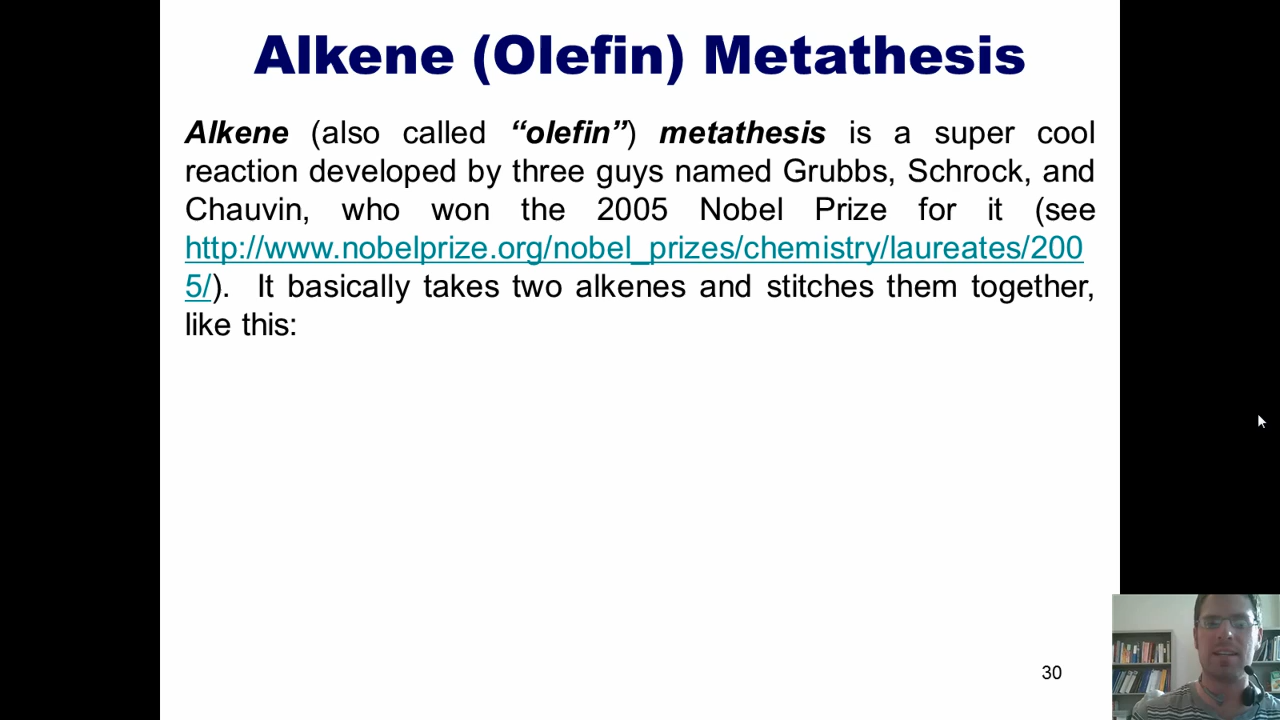 Alkene (Olefin) Metathesis
Alkene (also called “olefin”) metathesis is a super cool
reaction developed by three guys named Grubbs, Schrock, and
Chauvin, who won the 2005 Nobel Prize for it (see
http://www.nobelprize.org/nobel_prizes/chemistry/laureates/200
5/). It basically takes two alkenes and stitches them together,
like this:
30